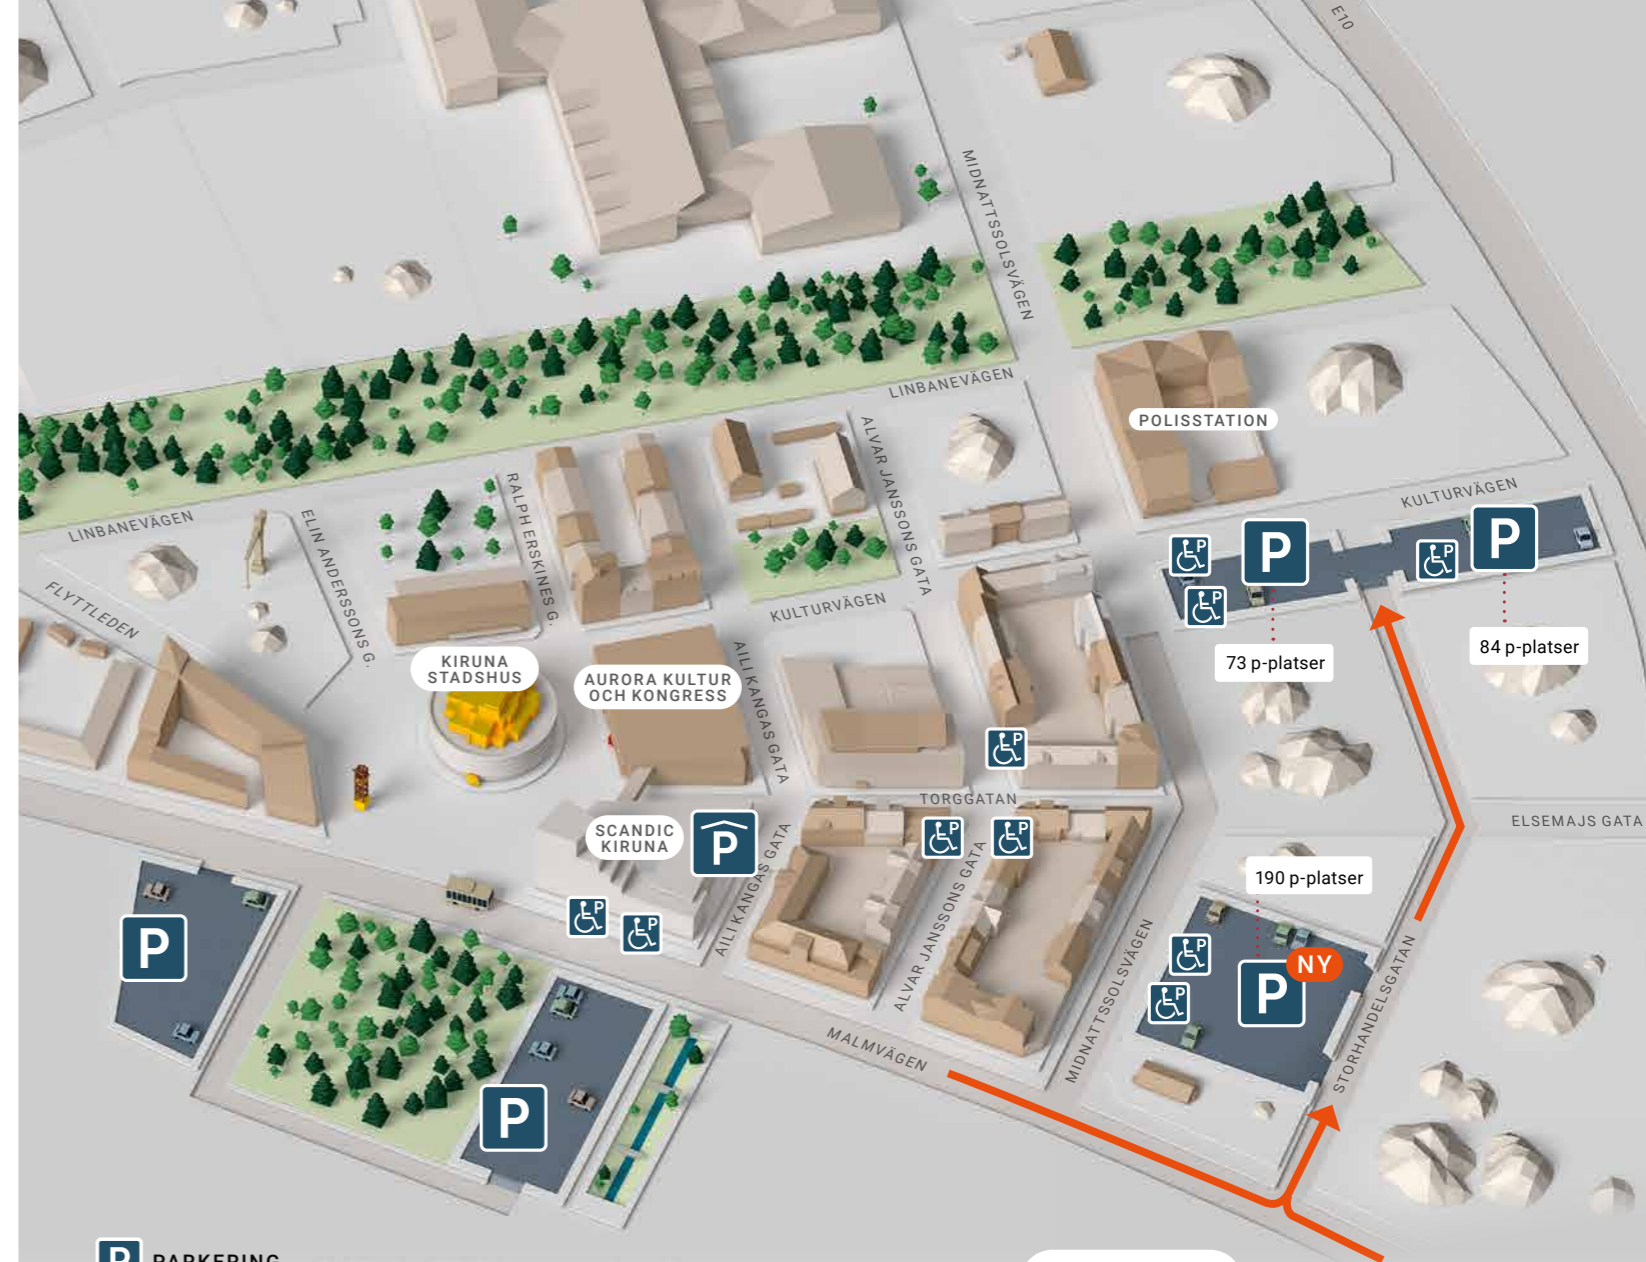 E10
MIDNATTSSOLSVÄGEN
LINBANEVÄGEN
POLISSTATION
ALVAR JANSSONS GATA
KULTURVÄGEN
RALPH ERSKINES G.
LINBANEVÄGEN
ELIN ANDERSSONS G.
P
P
P
P
P
P
FLYTTLEDEN
KULTURVÄGEN
KIRUNA
STADSHUS
AURORA KULTUR
OCH KONGRESS
AILI KANGAS GATA
73 p-platser
84 p-platser
P
TORGGATAN
ELSEMAJS GATA
SCANDIC
KIRUNA
P
P
P
AILI KANGAS GATA
ALVAR JANSSONS GATA
190 p-platser
P
P
P
P
MIDNATTSSOLSVÄGEN
P
P
P
NY
STORHANDELSGATAN
MALMVÄGEN
P
P
PARKERING